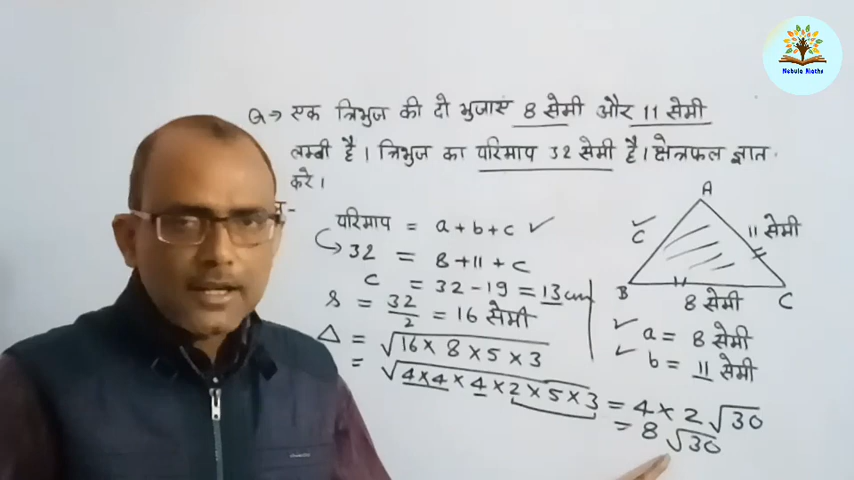 Nebula Maths
Q→ एक त्रिभुज की दो भुजाएं 8 सेमी और 11 सेमी
लम्बी है। त्रिभुज का परिमाप 32 सेमी है। क्षेत्रफल ज्ञात
करे।
परिमाप = a+b+c ✓
32 = 8+11+c
c = 32-19 = 13cm
s = 32/2 = 16 सेमी
Δ = √16×8×5×3
= √4×4×4×2×5×3 = 4×2√30
= 8√30
A
C
11 सेमी
B
8 सेमी
C
a = 8 सेमी
b = 11 सेमी